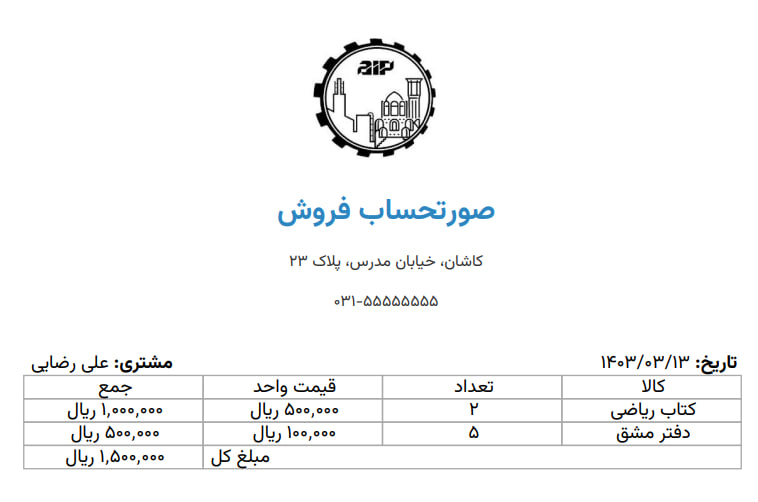 AIP
صورتحساب فروش
کاشان، خیابان مدرس، پلاک ۲۳
۰۳۱-۵۵۵۵۵۵۵۵
تاریخ: ۱۴۰۳/۰۳/۱۳ مشتری: علی رضایی
کالا تعداد قیمت واحد جمع
کتاب ریاضی ۲ ۵۰۰,۰۰۰ ریال ۱,۰۰۰,۰۰۰ ریال
دفتر مشق ۵ ۱۰۰,۰۰۰ ریال ۵۰۰,۰۰۰ ریال
مبلغ کل ۱,۵۰۰,۰۰۰ ریال